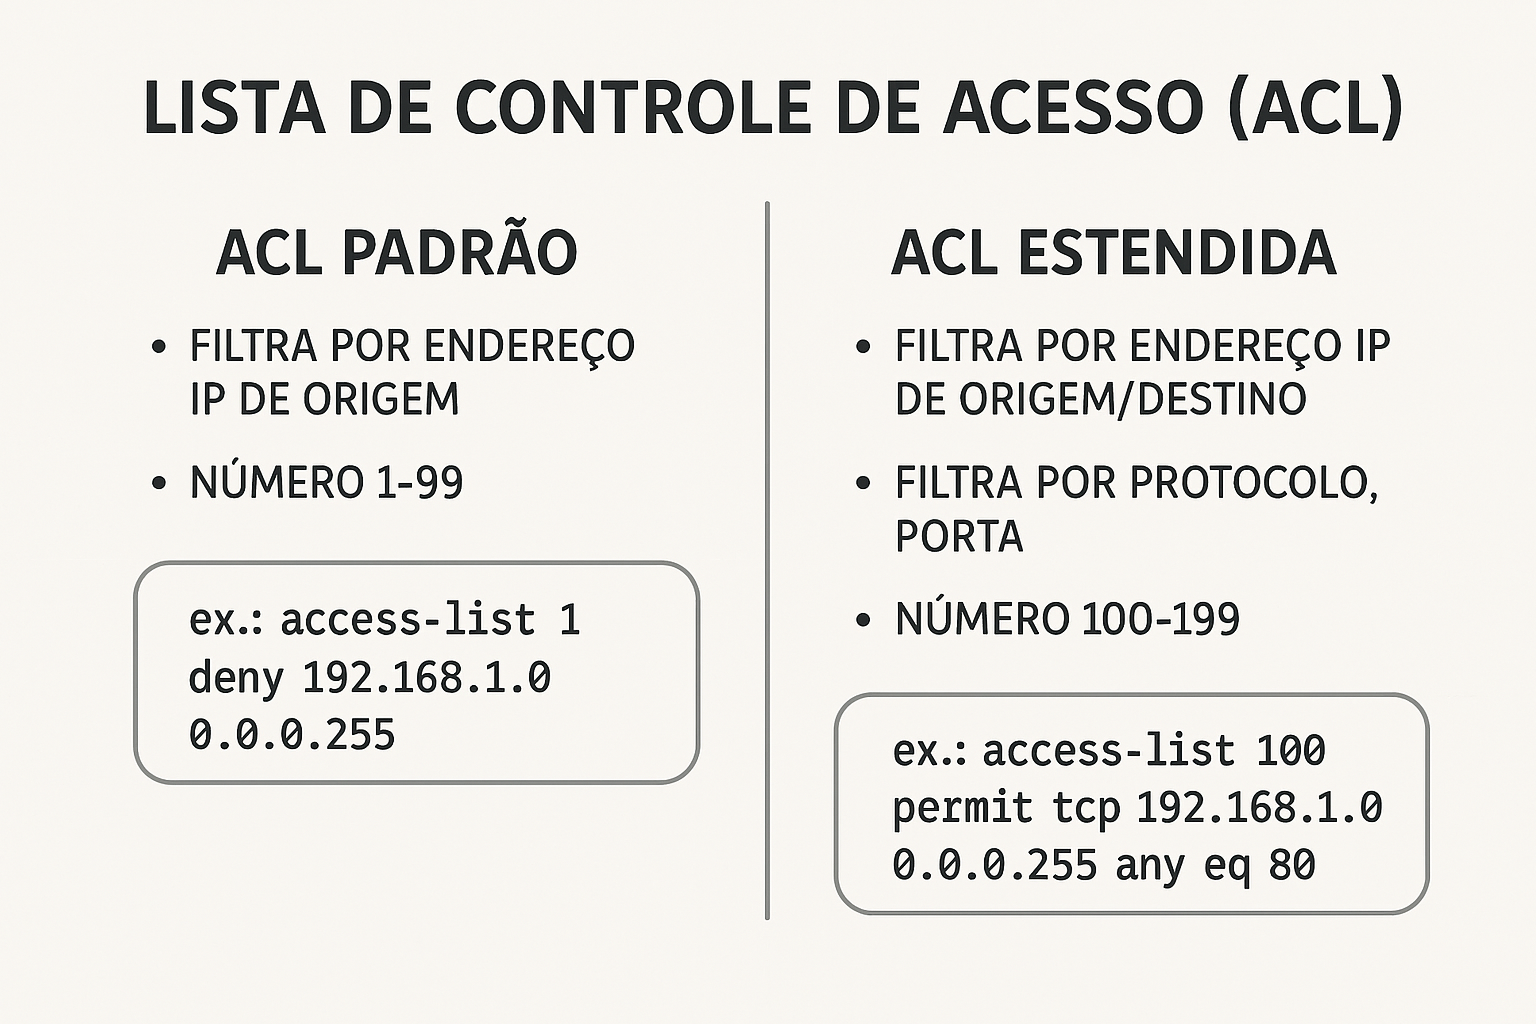 LISTA DE CONTROLE DE ACESSO (ACL)
ACL PADRÃO
• FILTRA POR ENDEREÇO
IP DE ORIGEM
• NÚMERO 1-99
ex.: access-list 1
deny 192.168.1.0
0.0.0.255
ACL ESTENDIDA
• FILTRA POR ENDEREÇO IP
DE ORIGEM/DESTINO
• FILTRA POR PROTOCOLO,
PORTA
• NÚMERO 100-199
ex.: access-list 100
permit tcp 192.168.1.0
0.0.0.255 any eq 80